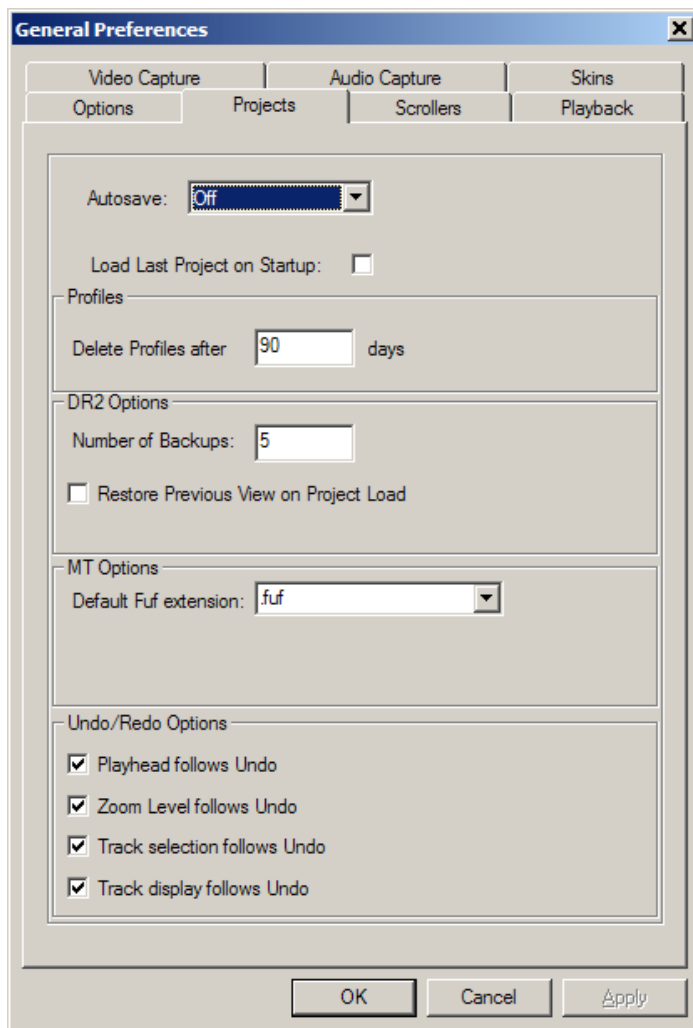 General Preferences
Video Capture Audio Capture Skins
Options Projects Scrollers Playback
Autosave: Off
Load Last Project on Startup:
Profiles
Delete Profiles after 90 days
DR2 Options
Number of Backups: 5
Restore Previous View on Project Load
MT Options
Default Fuf extension: .fuf
Undo/Redo Options
Playhead follows Undo
Zoom Level follows Undo
Track selection follows Undo
Track display follows Undo
OK Cancel Apply